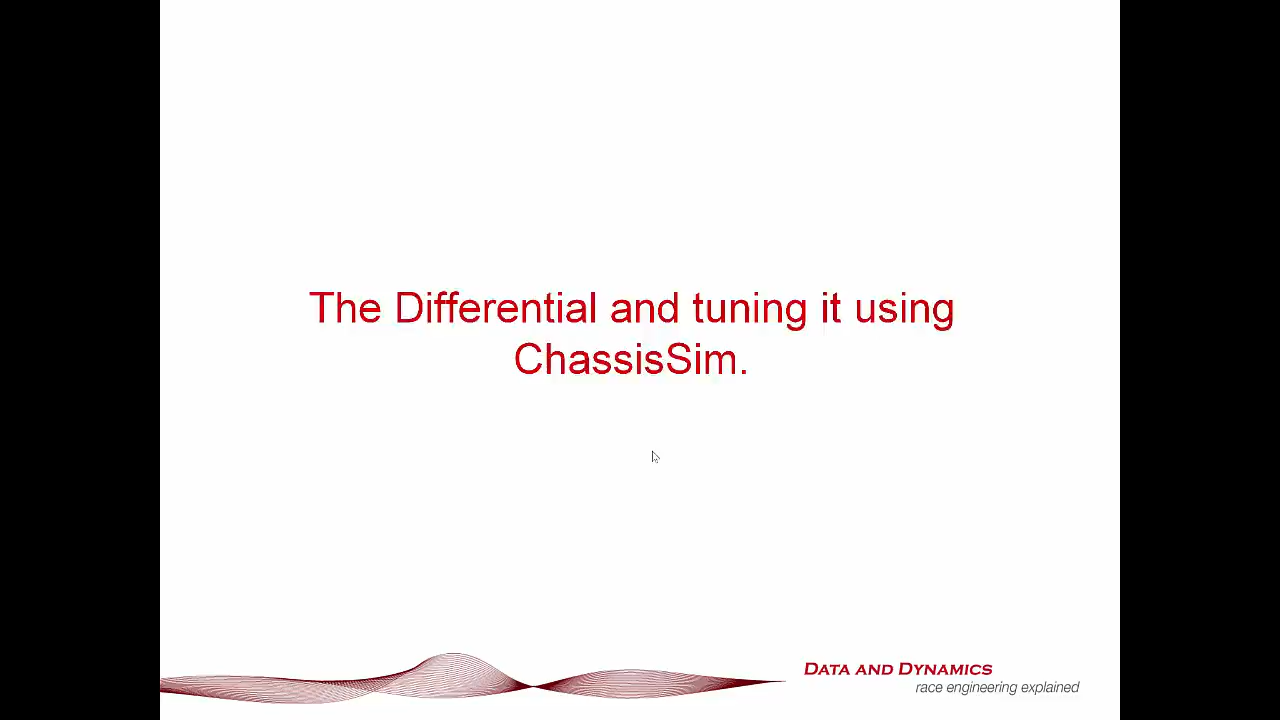 The Differential and tuning it using
ChassisSim.
DATA AND DYNAMICS
race engineering explained